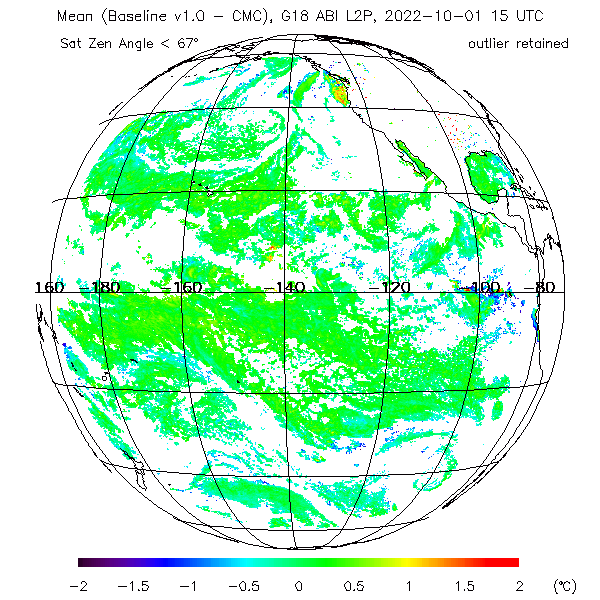 Mean (Baseline v1.0 - CMC), G18 ABI L2P, 2022-10-01 15 UTC
Sat Zen Angle < 67° outlier retained
160 -180 -160 -140 -120 -100 -80
-2 -1.5 -1 -0.5 0 0.5 1 1.5 2 (°C)